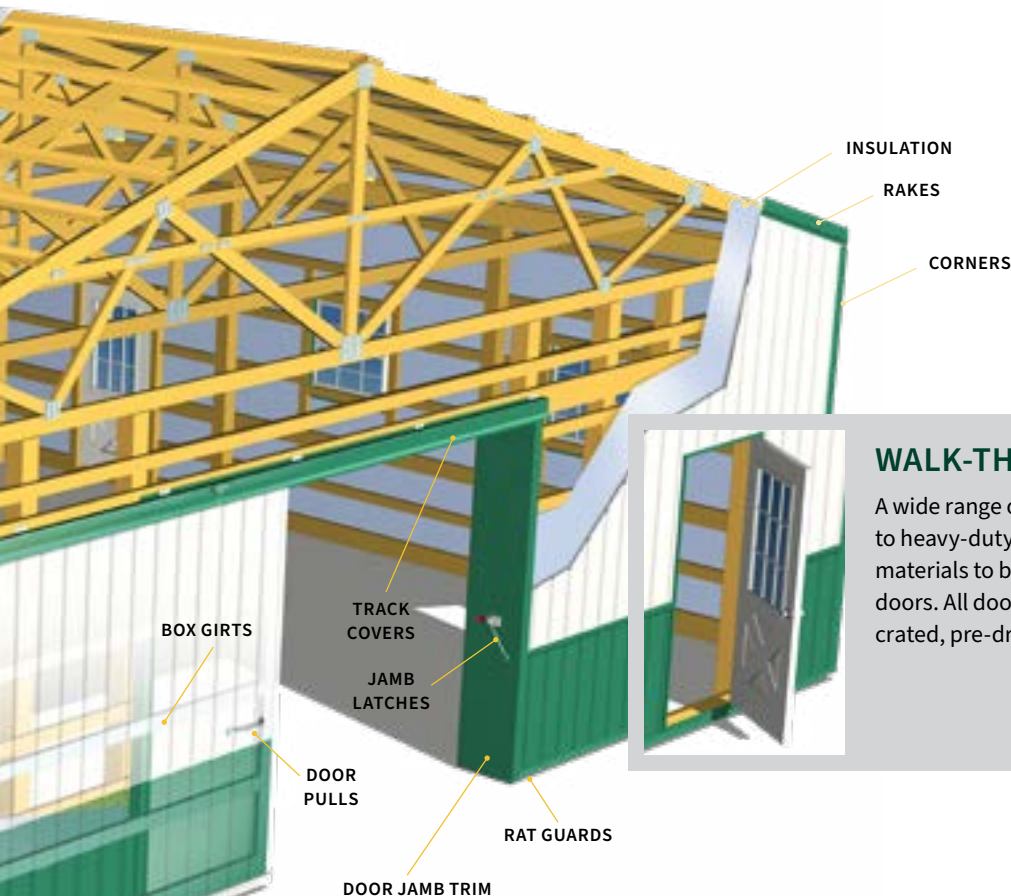 INSULATION
RAKES
CORNERS
WALK-TH
A wide range
to heavy-duty
materials to b
doors. All doo
crated, pre-dr
TRACK
COVERS
BOX GIRTS
JAMB
LATCHES
DOOR
PULLS
RAT GUARDS
DOOR JAMB TRIM